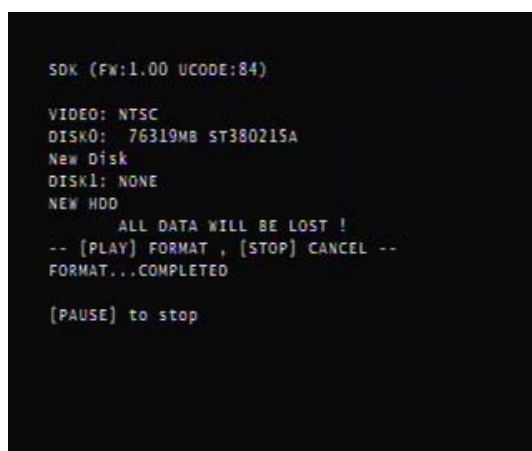 SDK (FW:1.00 UCODE:84)
VIDEO: NTSC
DISK0: 76319MB ST380215A
New Disk
DISK1: NONE
NEW HDD
ALL DATA WILL BE LOST !
-- [PLAY] FORMAT , [STOP] CANCEL --
FORMAT...COMPLETED
[PAUSE] to stop